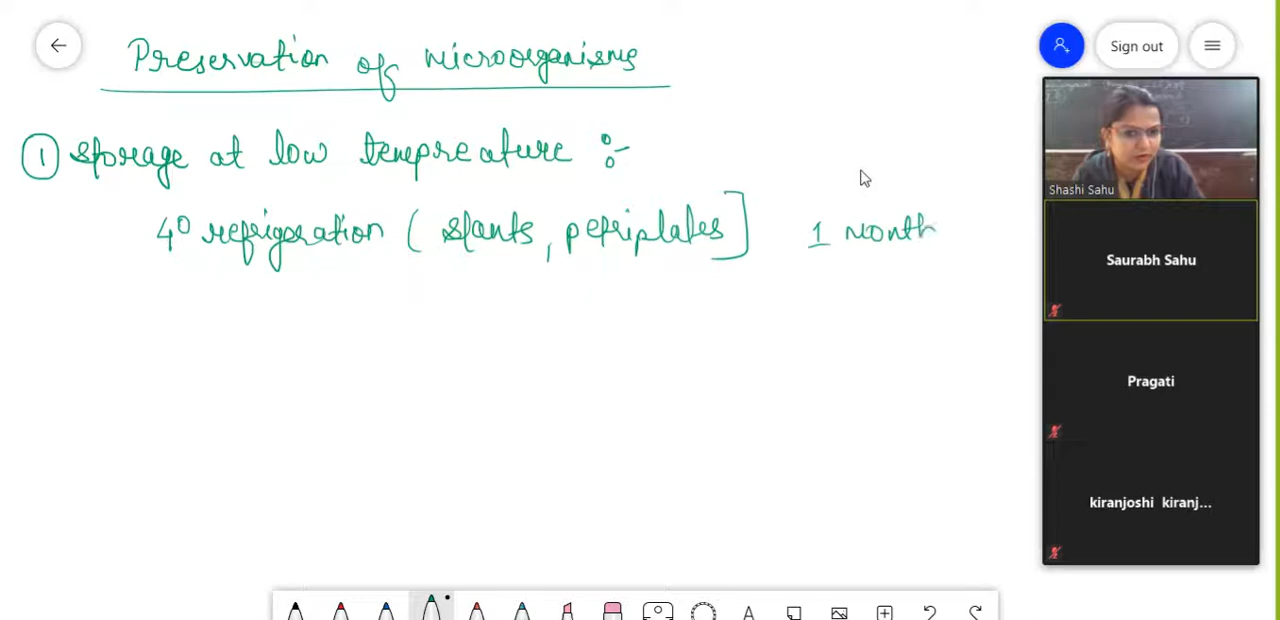 Preservation of microorganisms
Sign out
① Storage at low tempreature :-
Shashi Sahu
4° refrigeration ( slants, petriplates ] 1 month
Saurabh Sahu
Pragati
kiranjoshi kiranj...
A